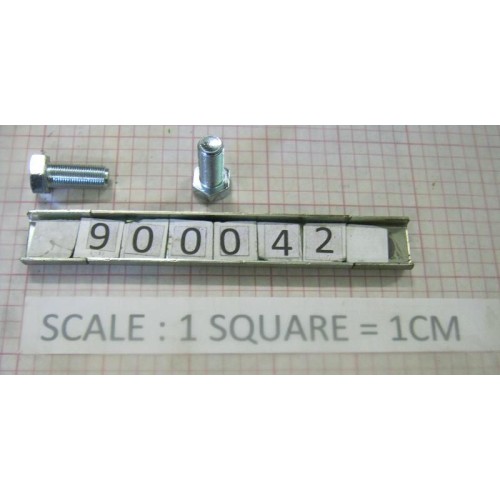 900042
SCALE : 1 SQUARE = 1CM